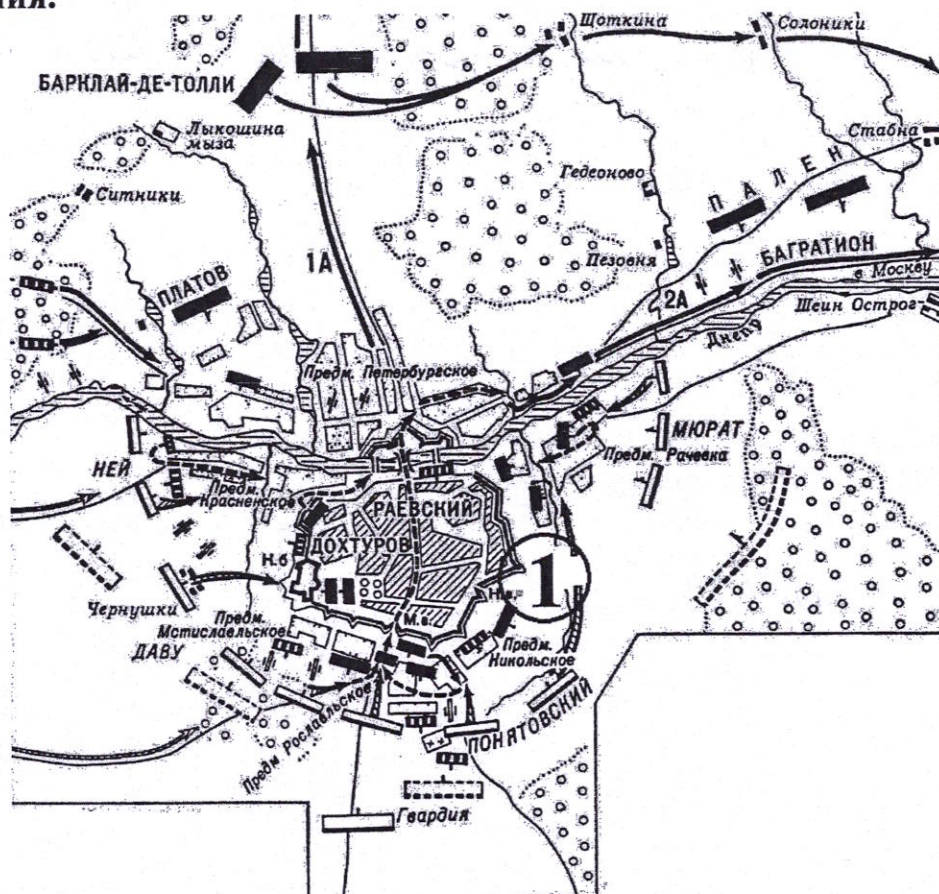 ния.
Щоткина
Солоники
БАРКЛАЙ-ДЕ-ТОЛЛИ
Лыкошина
мыза
Стабна
Ситники
Гедеоново
ПАЛЕН
1А
Пезовня
БАГРАТИОН
ПЛАТОВ
2А
в Москву
Шеин Острог
Днепр
Предм. Петербургское
МЮРАТ
НЕЙ
Предм. Рачевка
Предм.
Красненское
РАЕВСКИЙ
ДОХТУРОВ
Н.б
1
Чернушки
М.в.
Предм.
Мстиславльское
Предм.
Никольское
ДАВУ
Предм Рославльское
ПОНЯТОВСКИЙ
Гвардия